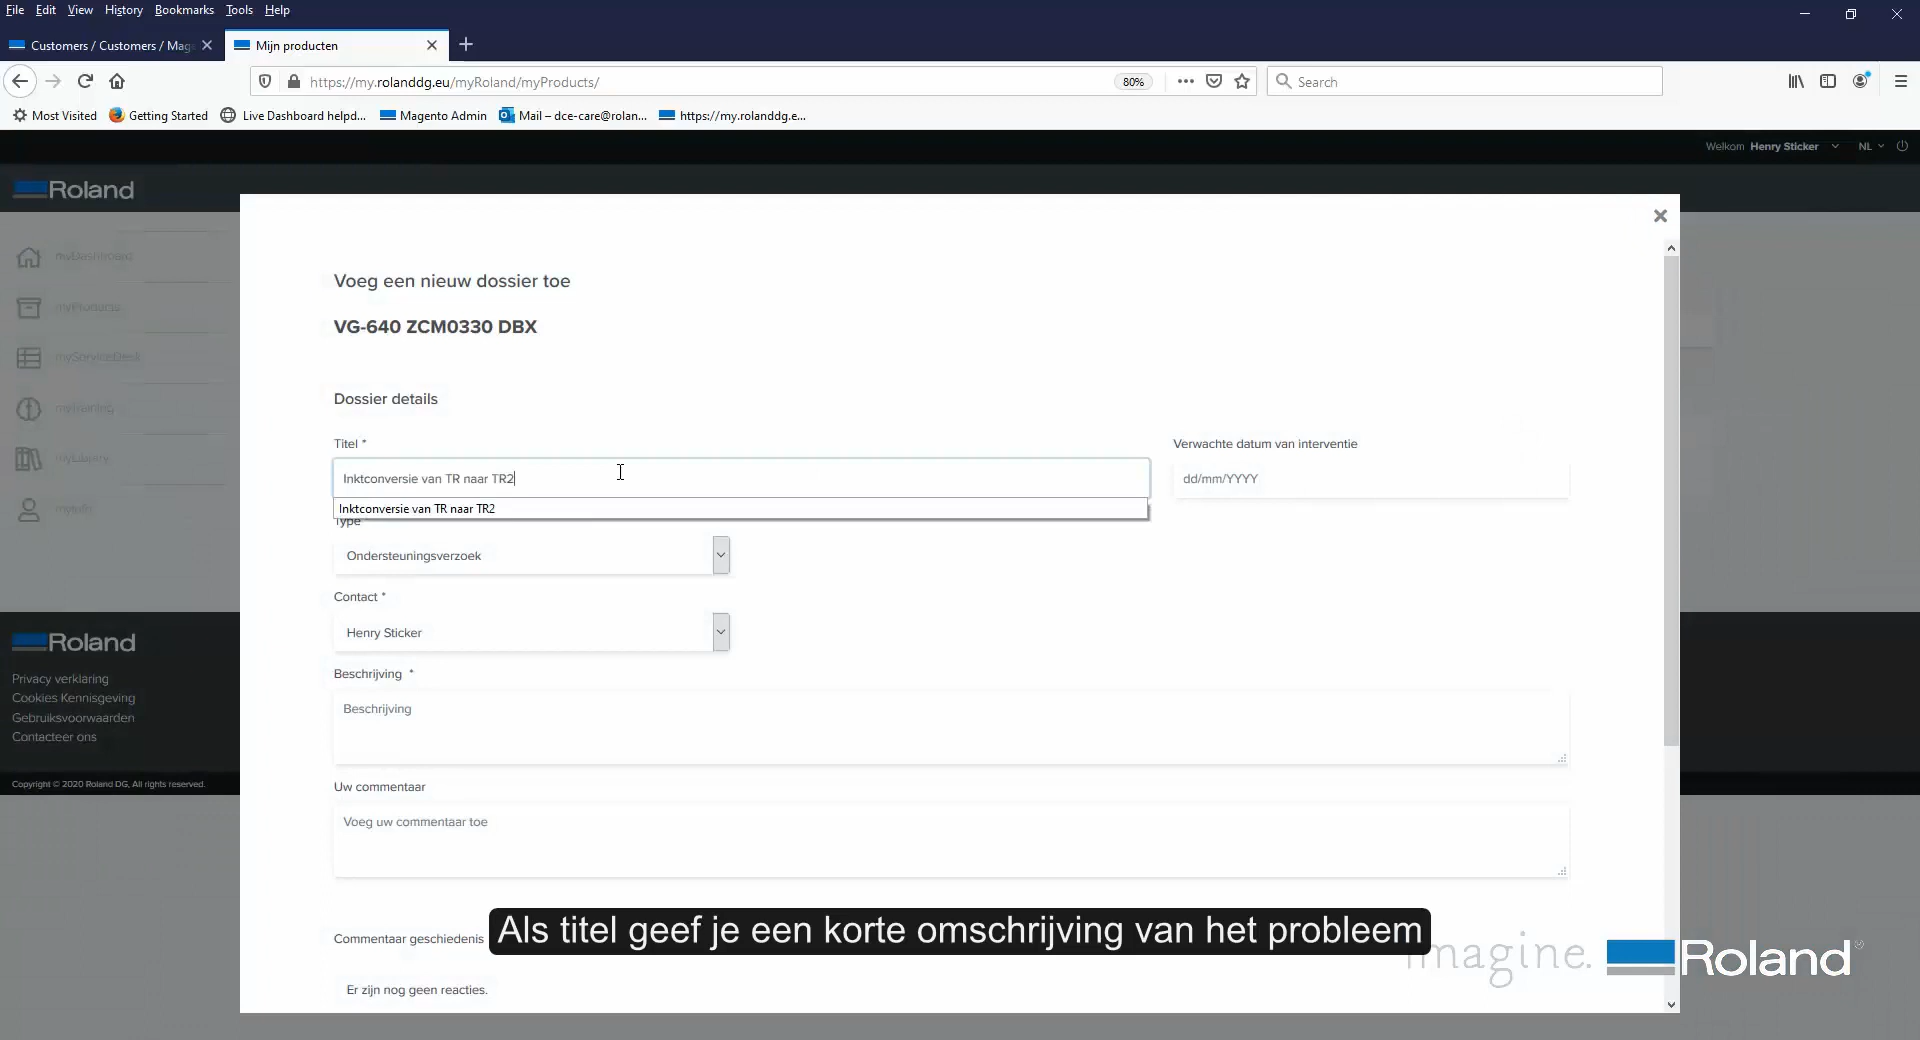 File Edit View History Bookmarks Tools Help
Customers / Customers / Mag
Mijn producten
https://my.rolanddg.eu/myRoland/myProducts/
80%
Search
Most Visited Getting Started Live Dashboard helpd... Magento Admin Mail – dce-care@rolan... https://my.rolanddg.e...
Welkom Henry Sticker NL
Roland
myDashboard
myProducts
myServiceDesk
myTraining
myLibrary
myInfo
Voeg een nieuw dossier toe
VG-640 ZCM0330 DBX
Dossier details
Titel *
Verwachte datum van interventie
Inktconversie van TR naar TR2
dd/mm/YYYY
Inktconversie van TR naar TR2
Type
Ondersteuningsverzoek
Contact *
Henry Sticker
Beschrijving *
Beschrijving
Uw commentaar
Voeg uw commentaar toe
Commentaar geschiedenis
Er zijn nog geen reacties.
Roland
Privacy verklaring
Cookies Kennisgeving
Gebruiksvoorwaarden
Contacteer ons
Copyright © 2020 Roland DG, All rights reserved.
Als titel geef je een korte omschrijving van het probleem
imagine. Roland®